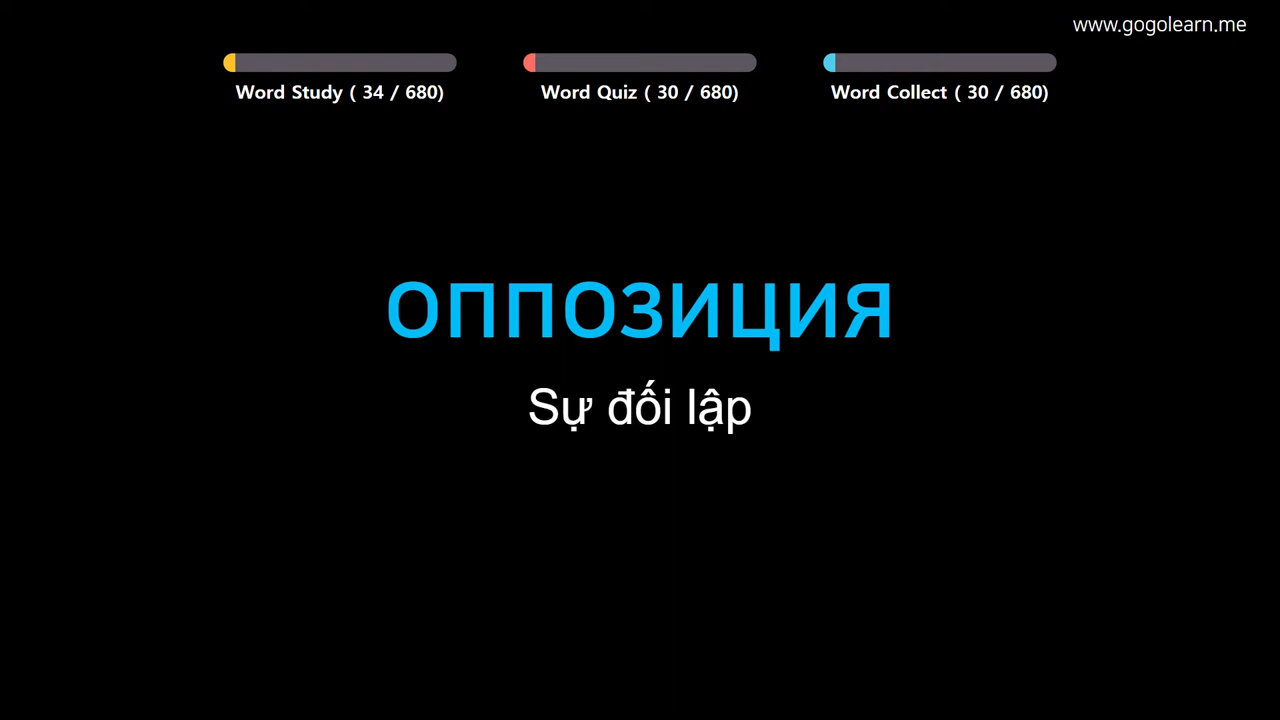 www.gogolearn.me
Word Study ( 34 / 680)
Word Quiz ( 30 / 680)
Word Collect ( 30 / 680)
оппозиция
Sự đối lập